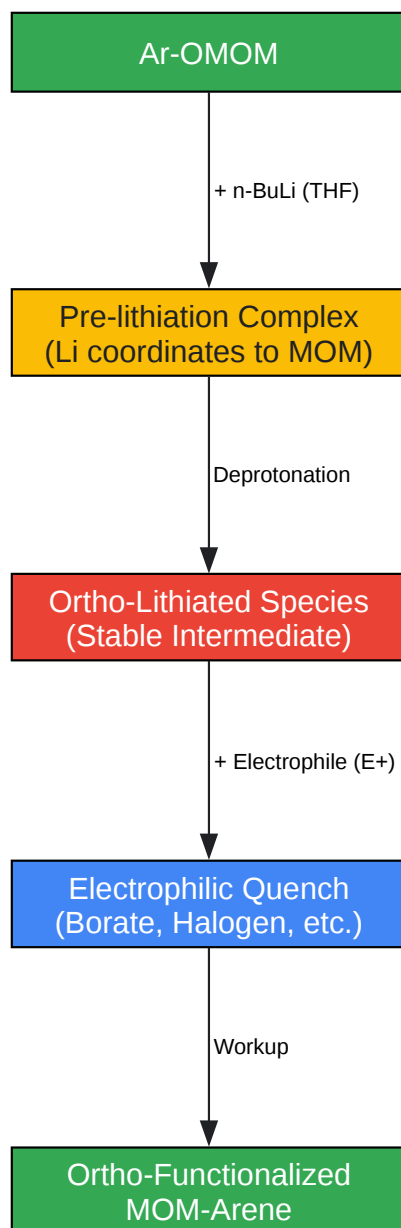 Ar-OMOM
+ n-BuLi (THF)
Pre-lithiation Complex
(Li coordinates to MOM)
Deprotonation
Ortho-Lithiated Species
(Stable Intermediate)
+ Electrophile (E+)
Electrophilic Quench
(Borate, Halogen, etc.)
Workup
Ortho-Functionalized
MOM-Arene